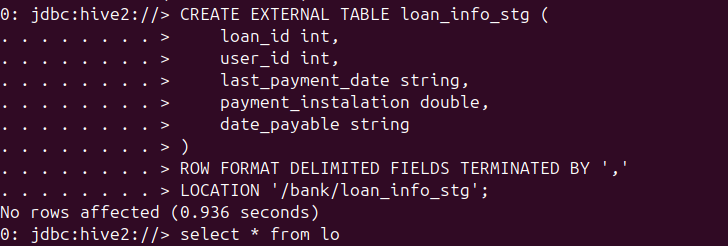 0: jdbc:hive2://> CREATE EXTERNAL TABLE loan_info_stg (
. . . . . . . . >     loan_id int,
. . . . . . . . >     user_id int,
. . . . . . . . >     last_payment_date string,
. . . . . . . . >     payment_instalation double,
. . . . . . . . >     date_payable string
. . . . . . . . > )
. . . . . . . . > ROW FORMAT DELIMITED FIELDS TERMINATED BY ','
. . . . . . . . > LOCATION '/bank/loan_info_stg';
No rows affected (0.936 seconds)
0: jdbc:hive2://> select * from lo